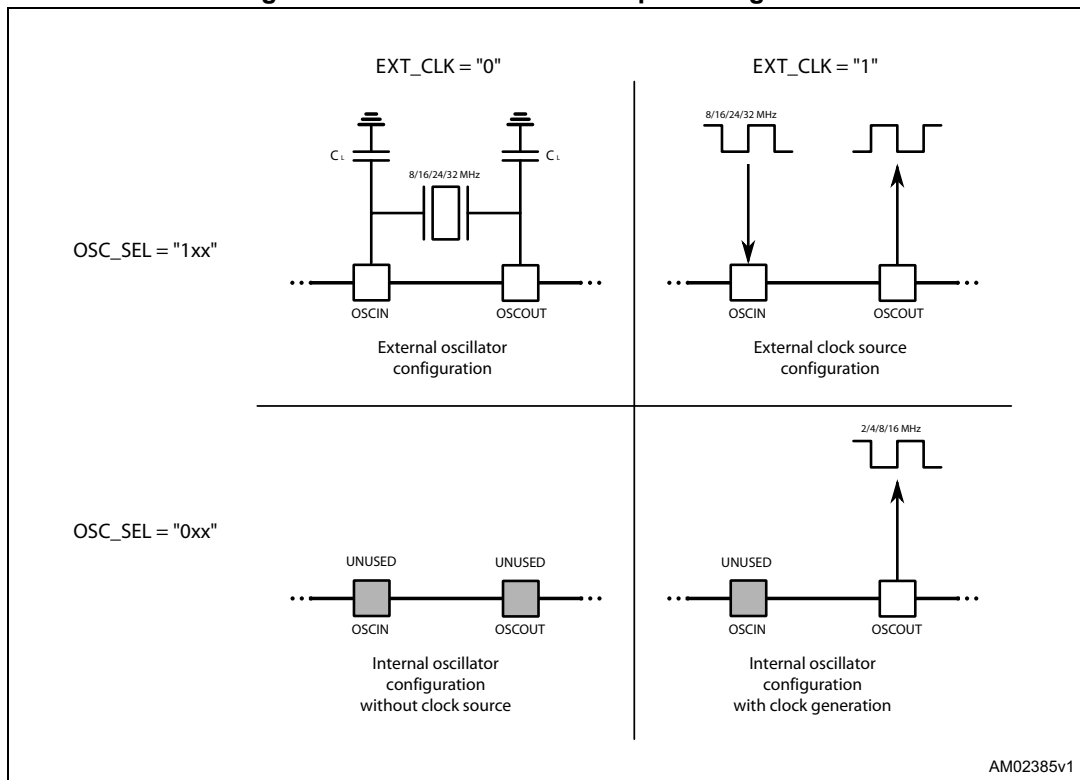 EXT_CLK = "0"
EXT_CLK = "1"
8/16/24/32 MHz
C L
C L
8/16/24/32 MHz
OSC_SEL = "1xx"
OSCIN
OSCOUT
OSCIN
OSCOUT
External oscillator
configuration
External clock source
configuration
2/4/8/16 MHz
OSC_SEL = "0xx"
UNUSED
UNUSED
UNUSED
OSCIN
OSCOUT
OSCIN
OSCOUT
Internal oscillator
configuration
without clock source
Internal oscillator
configuration
with clock generation
AM02385v1